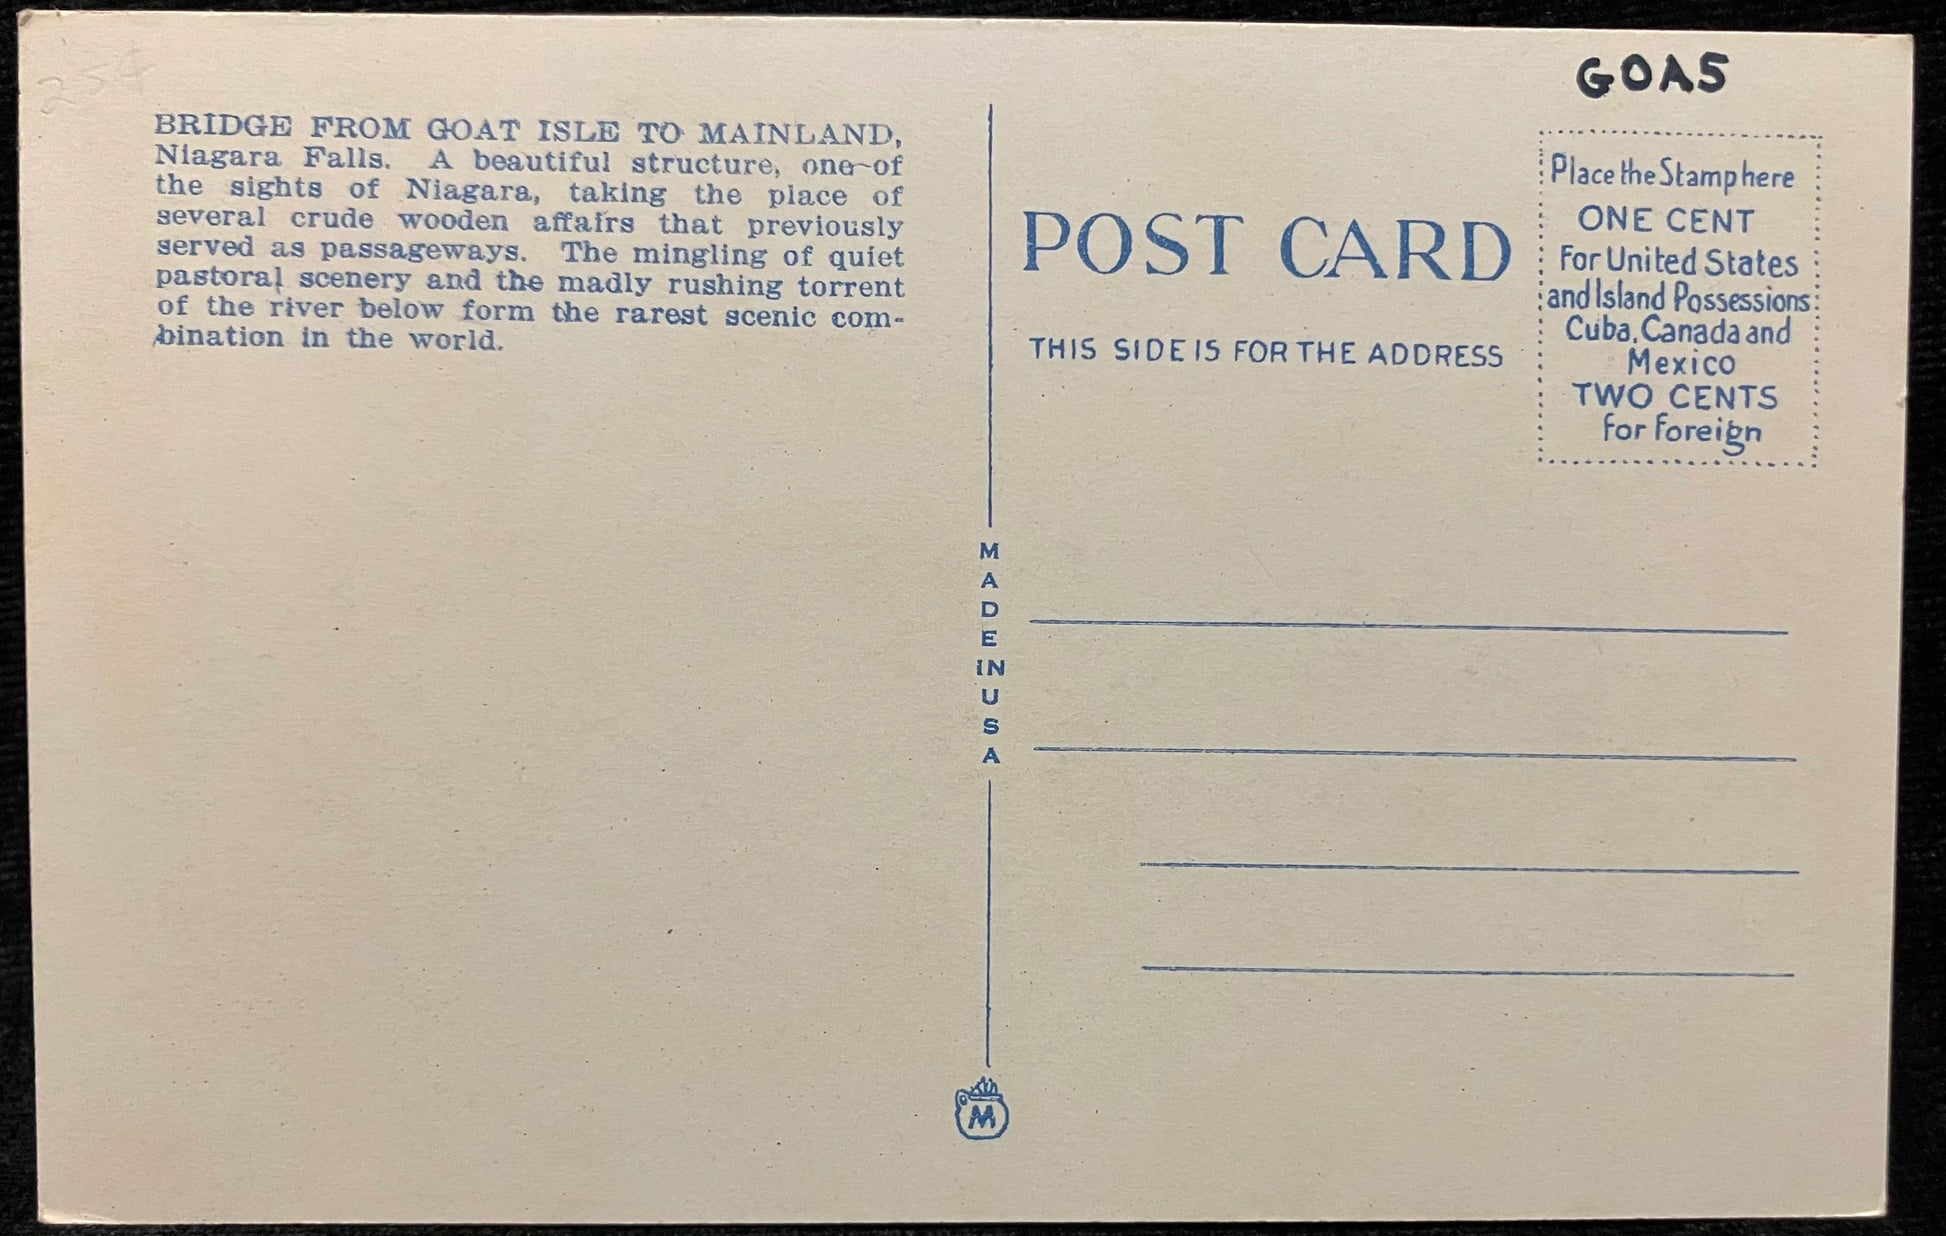 254
BRIDGE FROM GOAT ISLE TO MAINLAND,
Niagara Falls. A beautiful structure, one of
the sights of Niagara, taking the place of
several crude wooden affairs that previously
served as passageways. The mingling of quiet
pastoral scenery and the madly rushing torrent
of the river below form the rarest scenic com-
bination in the world.
MADE IN USA
M
POST CARD
THIS SIDE IS FOR THE ADDRESS
GOA5
Place the Stamp here
ONE CENT
For United States
and Island Possessions
Cuba, Canada and
Mexico
TWO CENTS
for foreign